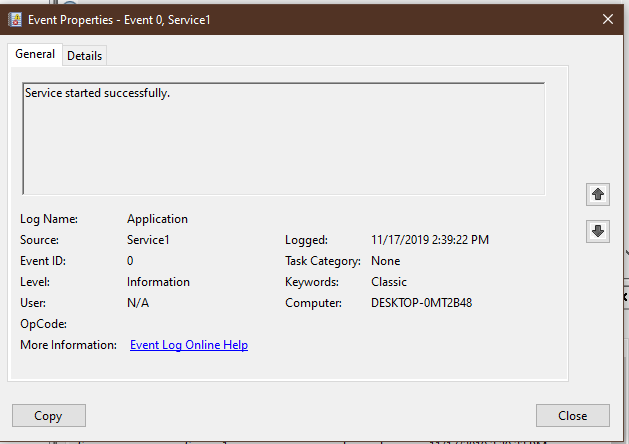 Event Properties - Event 0, Service1
General Details
Service started successfully.
Log Name: Application
Source: Service1 Logged: 11/17/2019 2:39:22 PM
Event ID: 0 Task Category: None
Level: Information Keywords: Classic
User: N/A Computer: DESKTOP-0MT2B48
OpCode:
More Information: Event Log Online Help
Copy Close